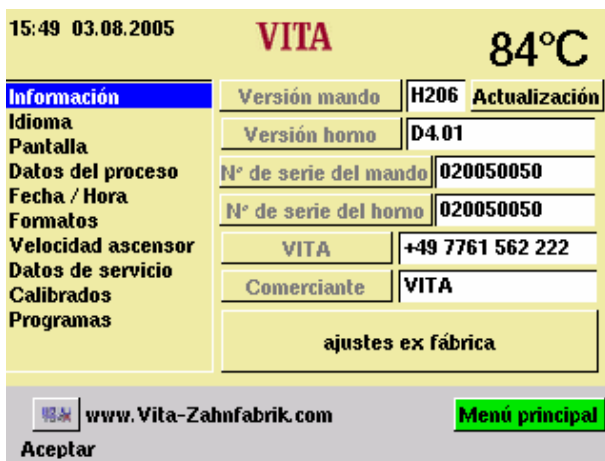 15:49 03.08.2005
VITA
84°C
Información
Idioma
Pantalla
Datos del proceso
Fecha / Hora
Formatos
Velocidad ascensor
Datos de servicio
Calibrados
Programas
Versión mando H206 Actualización
Versión horno D4.01
Nº de serie del mando 020050050
Nº de serie del horno 020050050
VITA +49 7761 562 222
Comerciante VITA
ajustes ex fábrica
www.Vita-Zahnfabrik.com
Menú principal
Aceptar